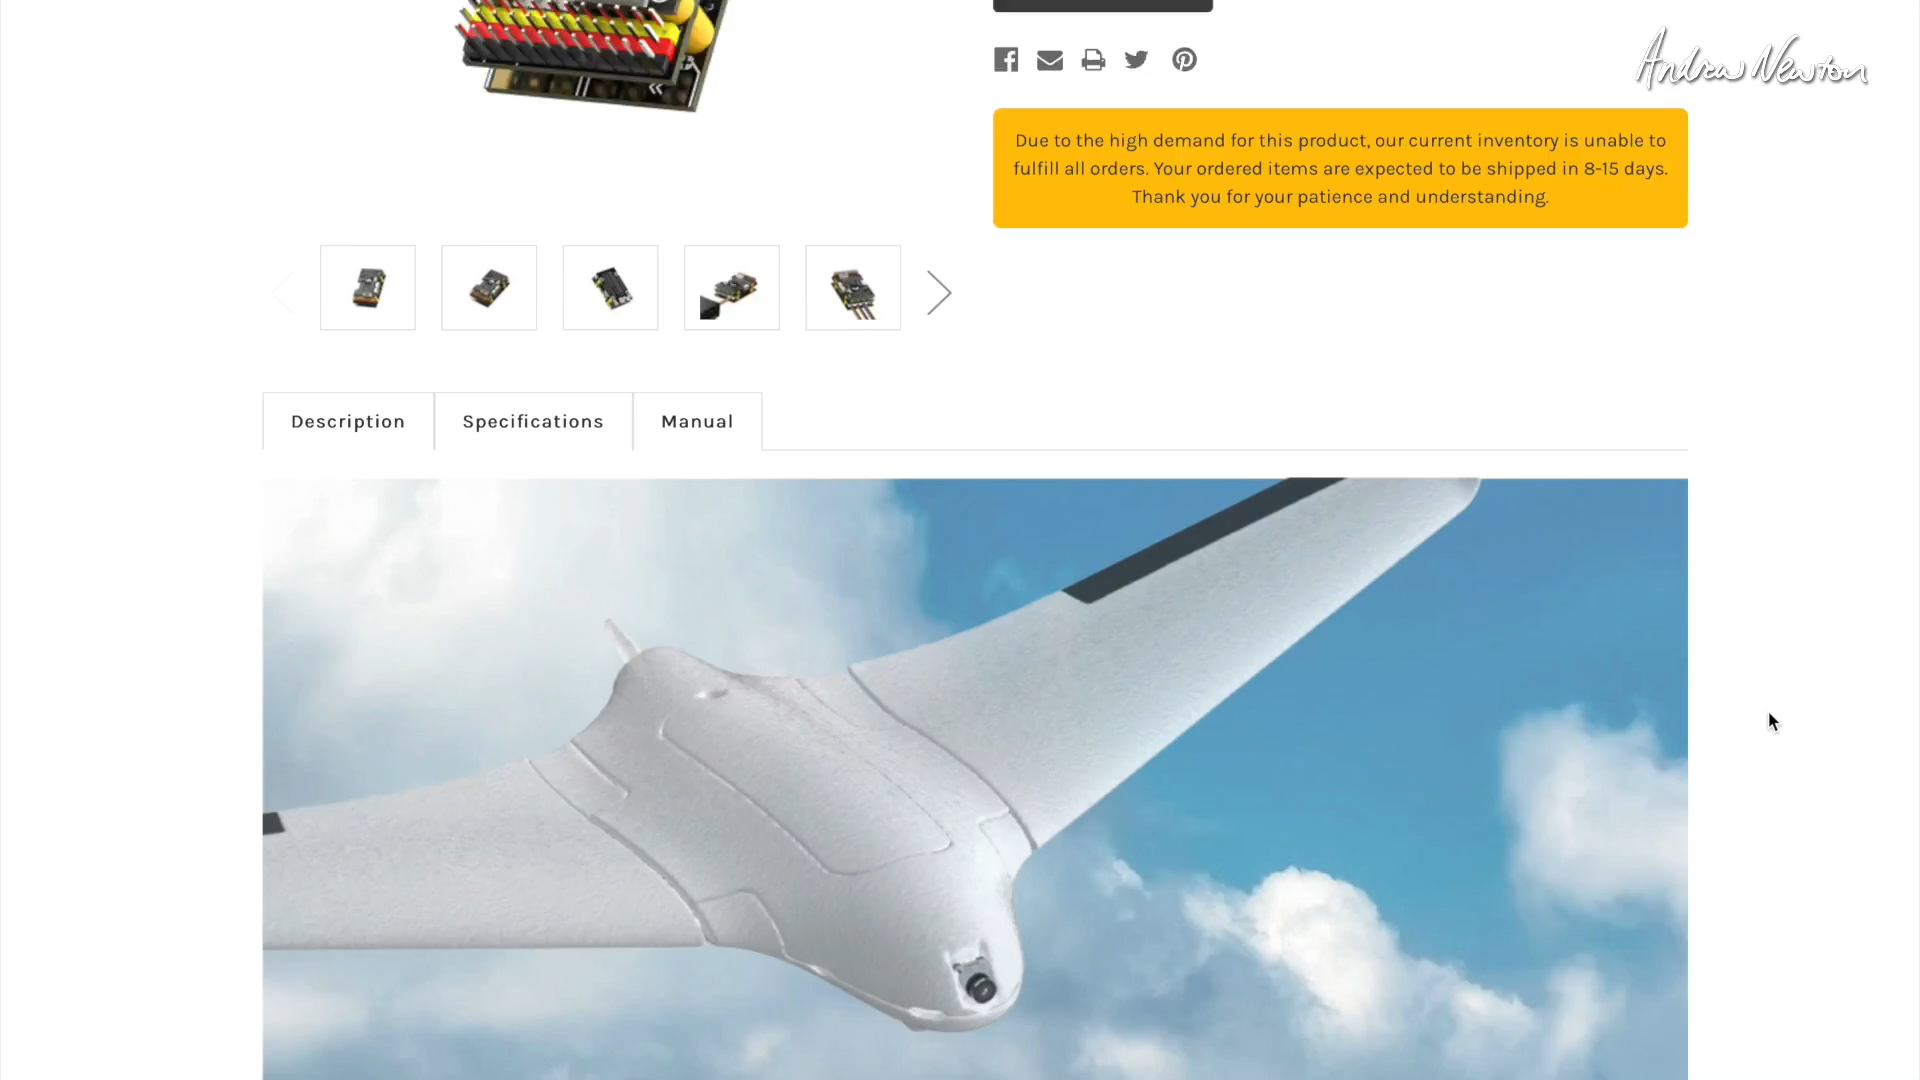 Andrew Newton
Due to the high demand for this product, our current inventory is unable to
fulfill all orders. Your ordered items are expected to be shipped in 8-15 days.
Thank you for your patience and understanding.
Description
Specifications
Manual